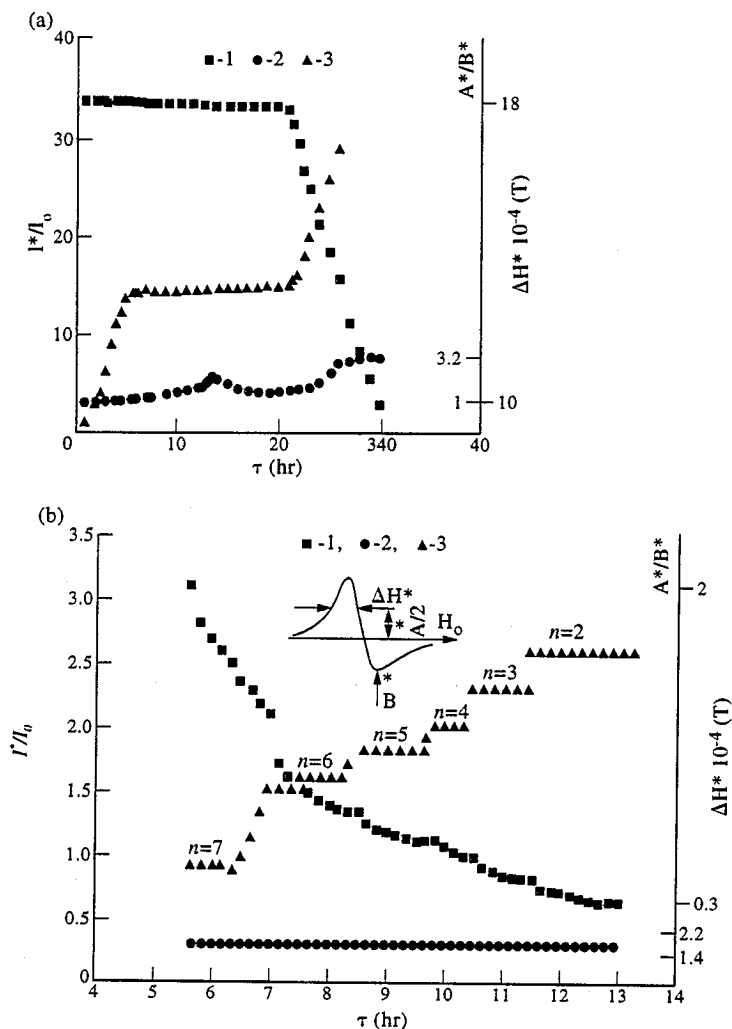 (a)
40
30
20
10
0
I*/I₀
■-1 ●-2 ▲-3
A*/B*
18
ΔH* 10⁻⁴ (T)
3.2
1
10
10 20 340 40
τ (hr)
(b)
3.5
3.0
2.5
2.0
1.5
1.0
0.5
0
I*/I₀
■-1, ●-2, ▲-3
ΔH*
* A/2
H₀
*
B
n=2
n=3
n=4
n=5
n=6
n=7
A*/B*
2
ΔH* 10⁻⁴ (T)
0.3
2.2
1.4
4 5 6 7 8 9 10 11 12 13 14
τ (hr)